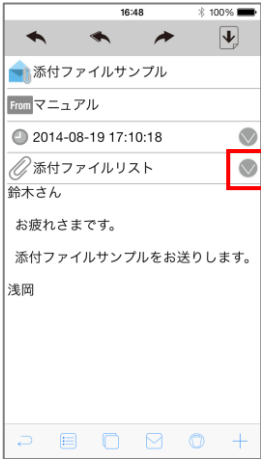 16:48
100%
添付ファイルサンプル
From マニュアル
2014-08-19 17:10:18
添付ファイルリスト
鈴木さん
お疲れさまです。
添付ファイルサンプルをお送りします。
浅岡